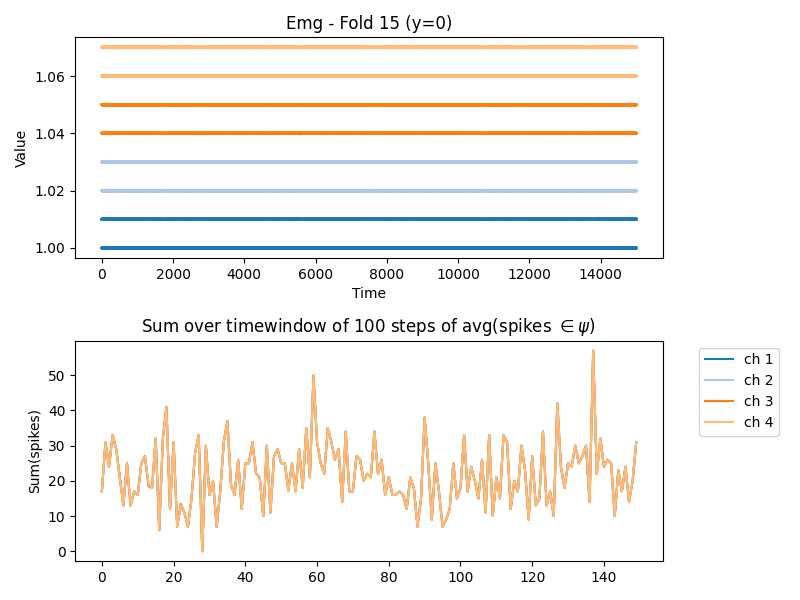 Emg - Fold 15 (y=0)
Value
1.06
1.04
1.02
1.00
0 2000 4000 6000 8000 10000 12000 14000
Time
Sum over timewindow of 100 steps of avg(spikes ∈ ψ)
Sum(spikes)
50
40
30
20
10
0
0 20 40 60 80 100 120 140
ch 1
ch 2
ch 3
ch 4